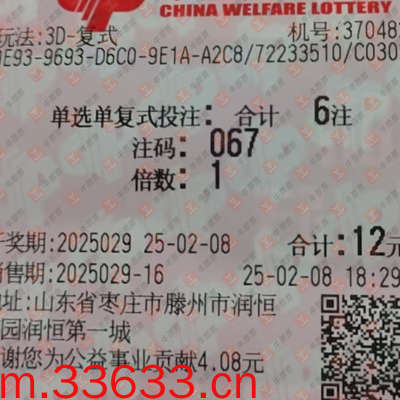 CHINA WELFARE LOTTERY
玩法: 3D-复式
机号:37048
E93-9693-D6C0-9E1A-A2C8/72233510/C030
单选单复式投注: 合计 6注
注码: 067
倍数: 1
开奖期:2025029 25-02-08 合计:12元
销售期:2025029-16 25-02-08 18:29
地址:山东省枣庄市滕州市润恒
园润恒第一城
谢您为公益事业贡献4.08元
m.33633.cn